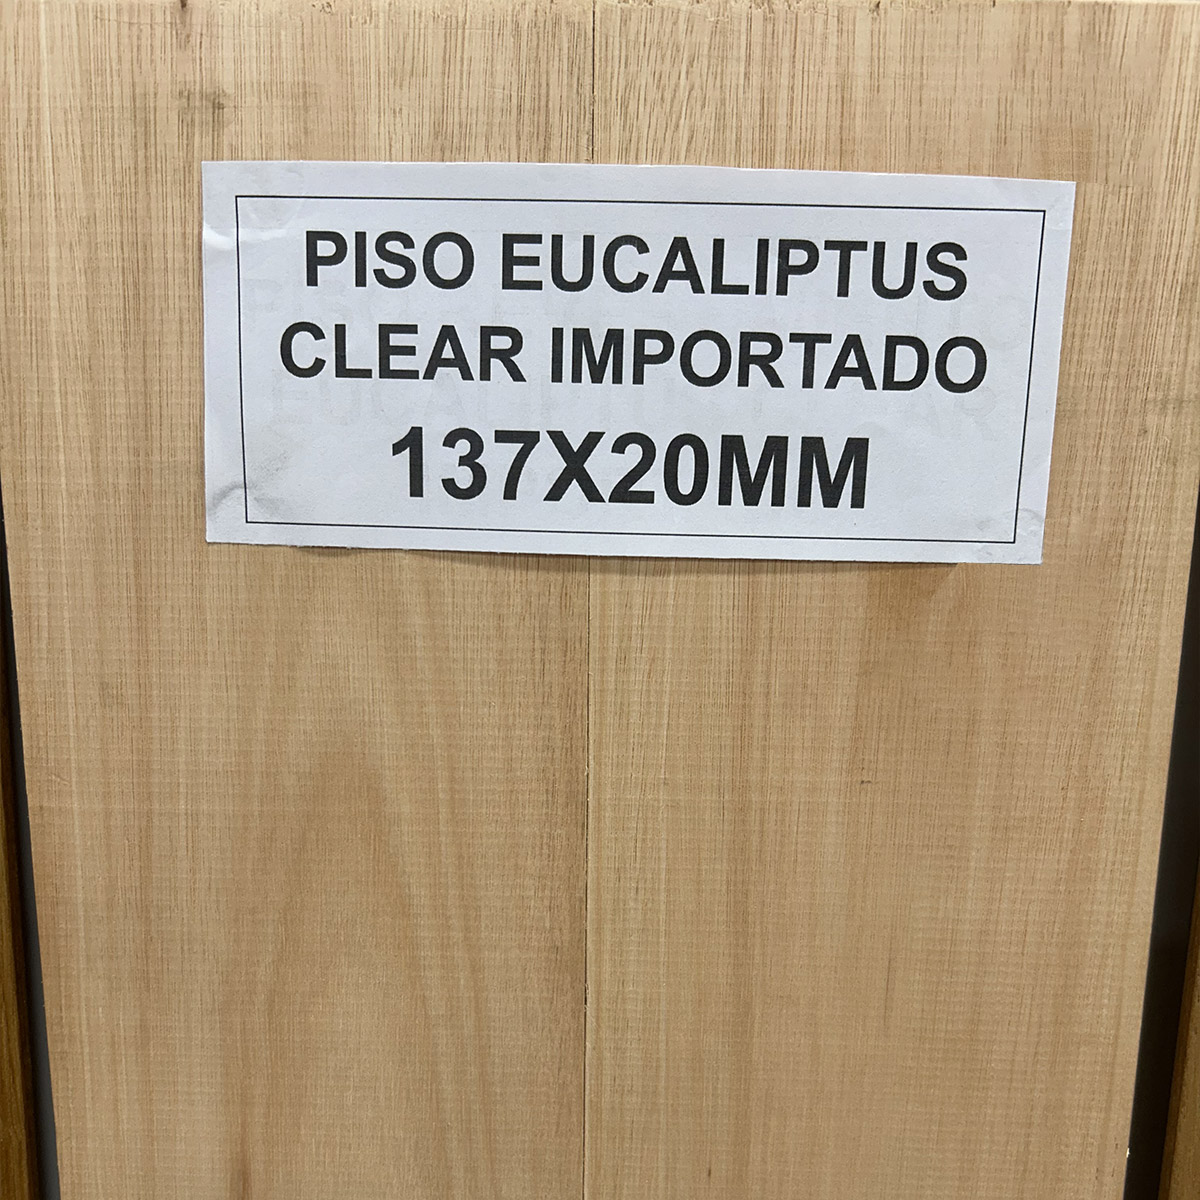 PISO EUCALIPTUS
CLEAR IMPORTADO
137X20MM